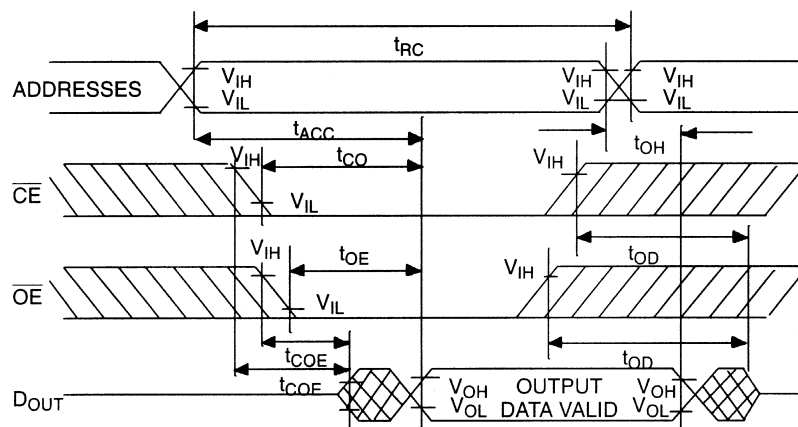 tRC
ADDRESSES
VIH VIH VIH
VIL VIL VIL
tACC
tOH
VIH tCO VIH
CE
VIL
tOD
VIH tOE VIH
OE
VIL
tCOE tOD
tCOE
DOUT
VOH OUTPUT VOH
VOL DATA VALID VOL